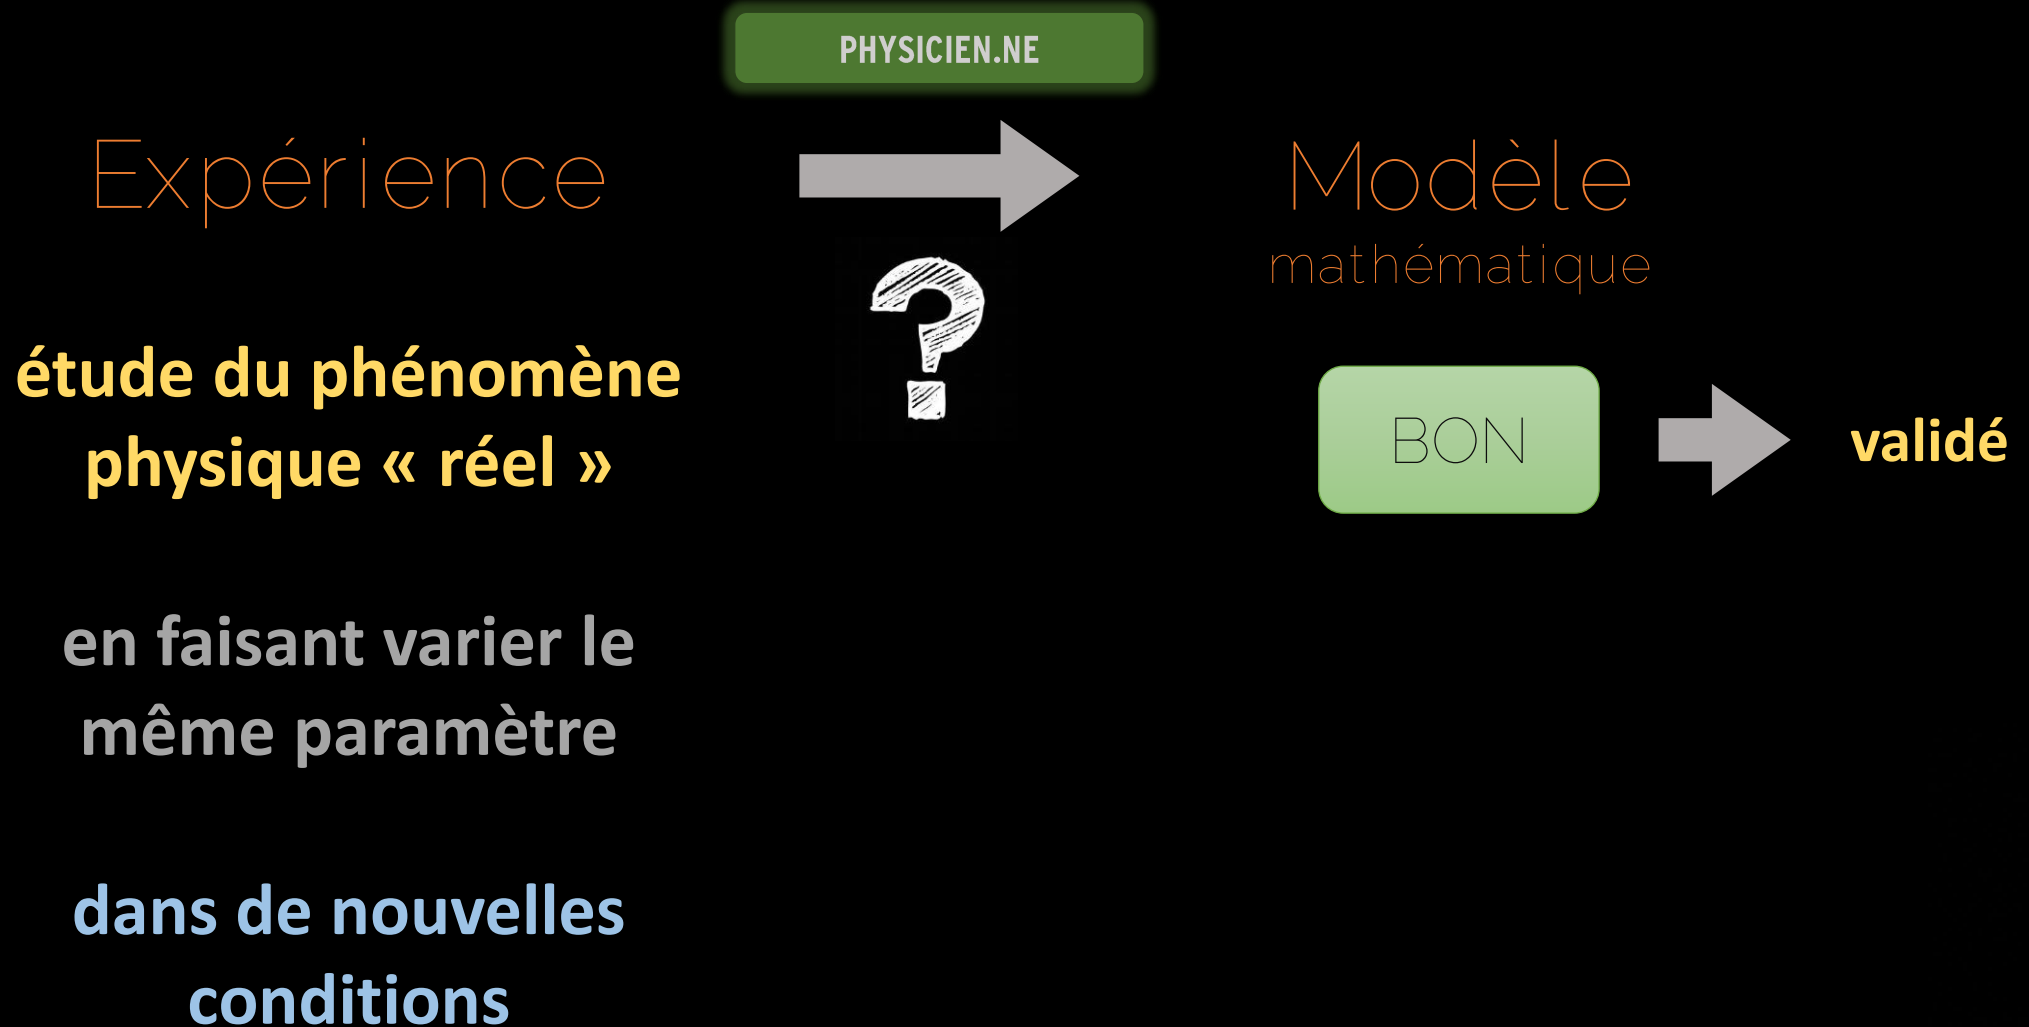 PHYSICIEN.NE
Expérience
étude du phénomène
physique « réel »
en faisant varier le
même paramètre
dans de nouvelles
conditions
?
Modèle
mathématique
BON
validé